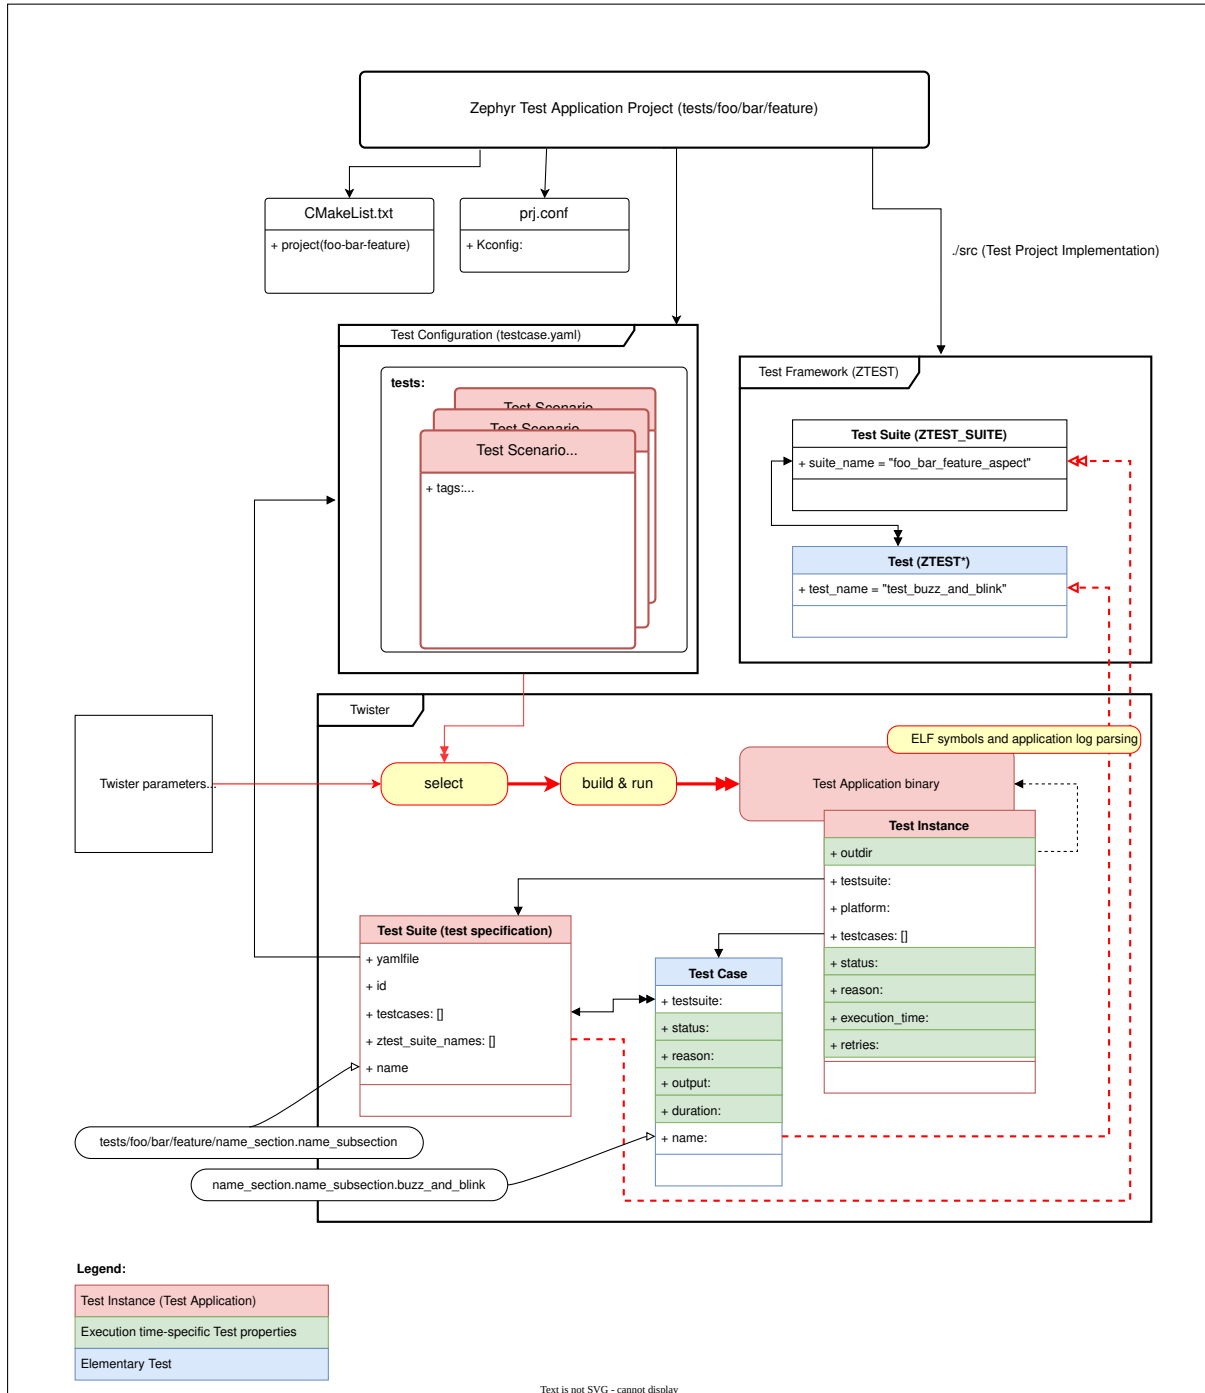 Zephyr Test Application Project (tests/foo/bar/feature)
CMakeList.txt
+ project(foo-bar-feature)
prj.conf
+ Kconfig:
./src (Test Project Implementation)
Test Configuration (testcase.yaml)
tests:
Test Scenario
Test Scenario
Test Scenario...
+ tags:...
Test Framework (ZTEST)
Test Suite (ZTEST_SUITE)
+ suite_name = "foo_bar_feature_aspect"
Test (ZTEST*)
+ test_name = "test_buzz_and_blink"
Twister
Twister parameters...
select
build & run
ELF symbols and application log parsing
Test Application binary
Test Instance
+ outdir
+ testsuite:
+ platform:
+ testcases: []
+ status:
+ reason:
+ execution_time:
+ retries:
Test Suite (test specification)
+ yamlfile
+ id
+ testcases: []
+ ztest_suite_names: []
+ name
Test Case
+ testsuite:
+ status:
+ reason:
+ output:
+ duration:
+ name:
tests/foo/bar/feature/name_section.name_subsection
name_section.name_subsection.buzz_and_blink
Legend:
Test Instance (Test Application)
Execution time-specific Test properties
Elementary Test
Text is not SVG - cannot display